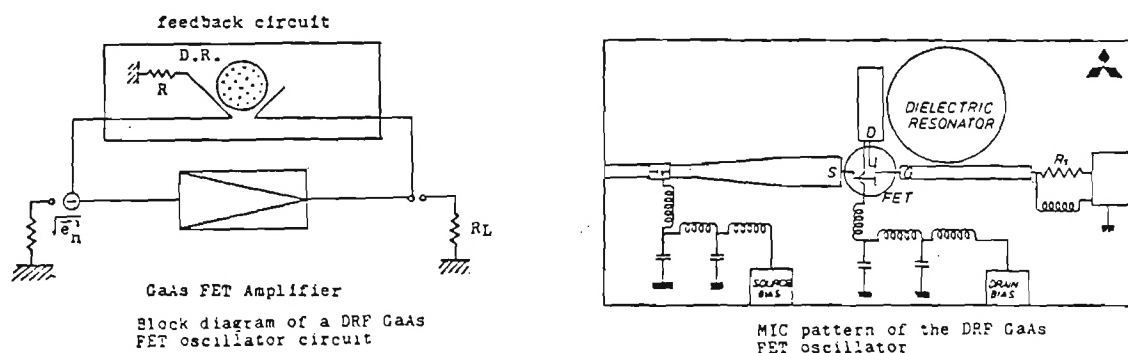 feedback circuit
D.R.
R
e n
RL
GaAs FET Amplifier
Block diagram of a DRF GaAs
FET oscillator circuit
DIELECTRIC
RESONATOR
D
S
G
FET
R1
SOURCE
BIAS
DRAIN
BIAS
MIC pattern of the DRF GaAs
FET oscillator